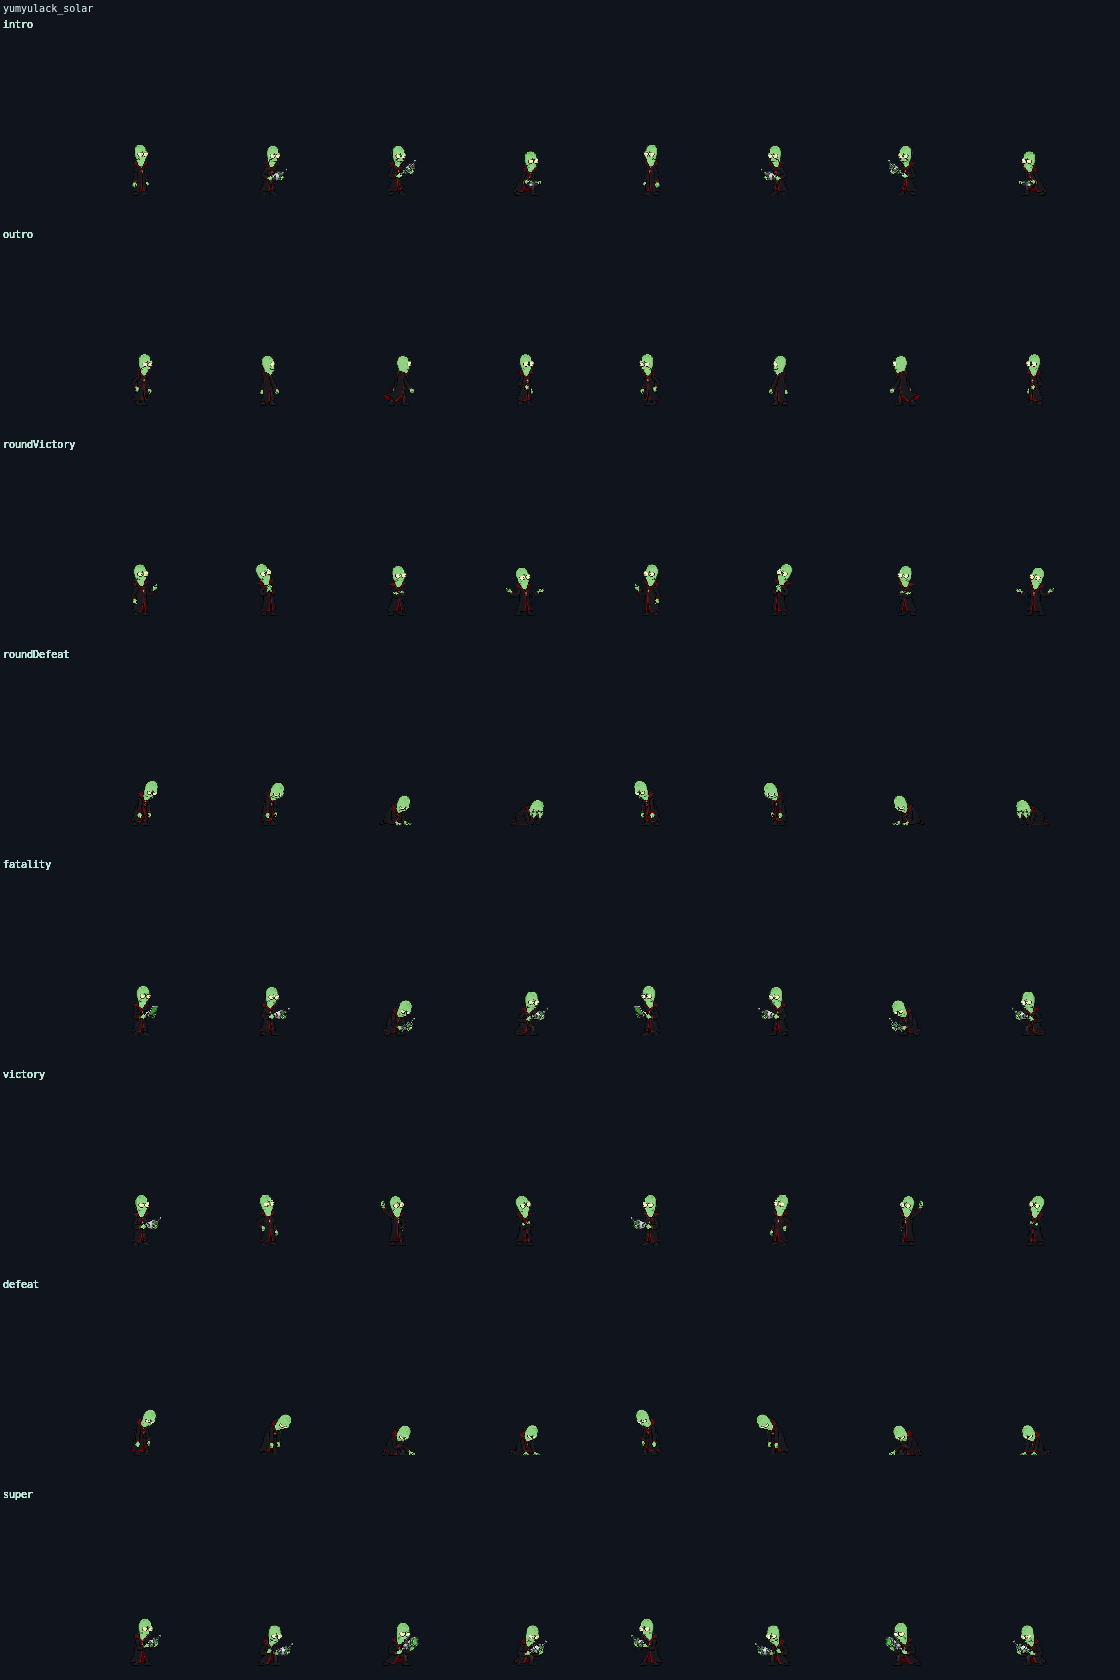 yumyulack_solar
intro
outro
roundVictory
roundDefeat
fatality
victory
defeat
super